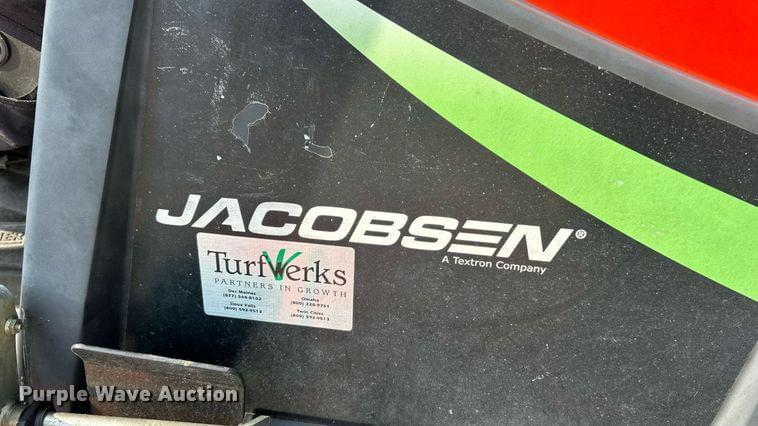 JACOBSEN®
A Textron Company
TurfWerks
PARTNERS IN GROWTH
Des Moines
(877) 544-8102
Omaha
(800) 228-9761
Sioux Falls
(800) 592-9513
Twin Cities
(800) 592-9513
Purple Wave Auction